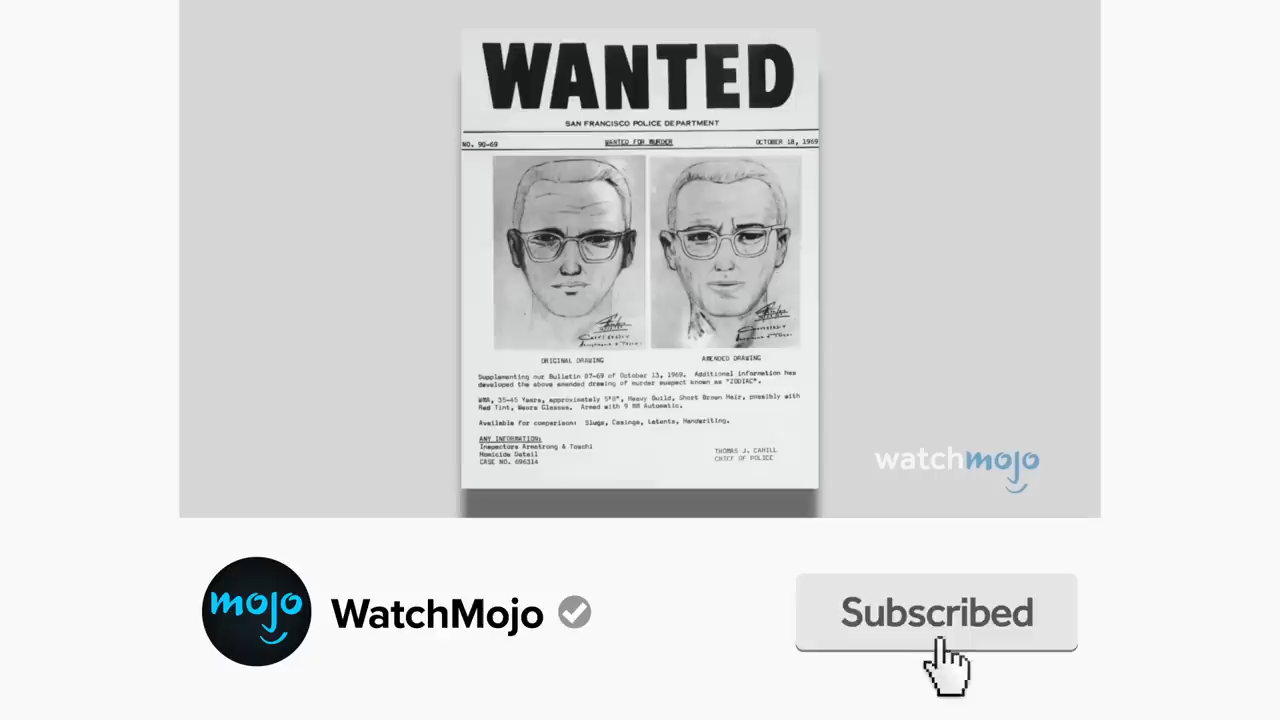 WANTED
SAN FRANCISCO POLICE DEPARTMENT
NO. 90-69 WANTED FOR MURDER OCTOBER 18, 1969
ORIGINAL DRAWING AMENDED DRAWING
Supplementing our Bulletin 87-69 of October 13, 1969. Additional information has
developed the above amended drawing of murder suspect known as "ZODIAC".
WMA, 35-45 Years, approximately 5'8", Heavy Build, Short Brown Hair, possibly with
Red Tint, Wears Glasses. Armed with 9 MM Automatic.
Available for comparison: Slugs, Casings, Latents, Handwriting.
ANY INFORMATION:
Inspectors Armstrong & Toschi
Homicide Detail
CASE NO. 696314
THOMAS J. CAHILL
CHIEF OF POLICE
watchmojo
mojo
WatchMojo
Subscribed